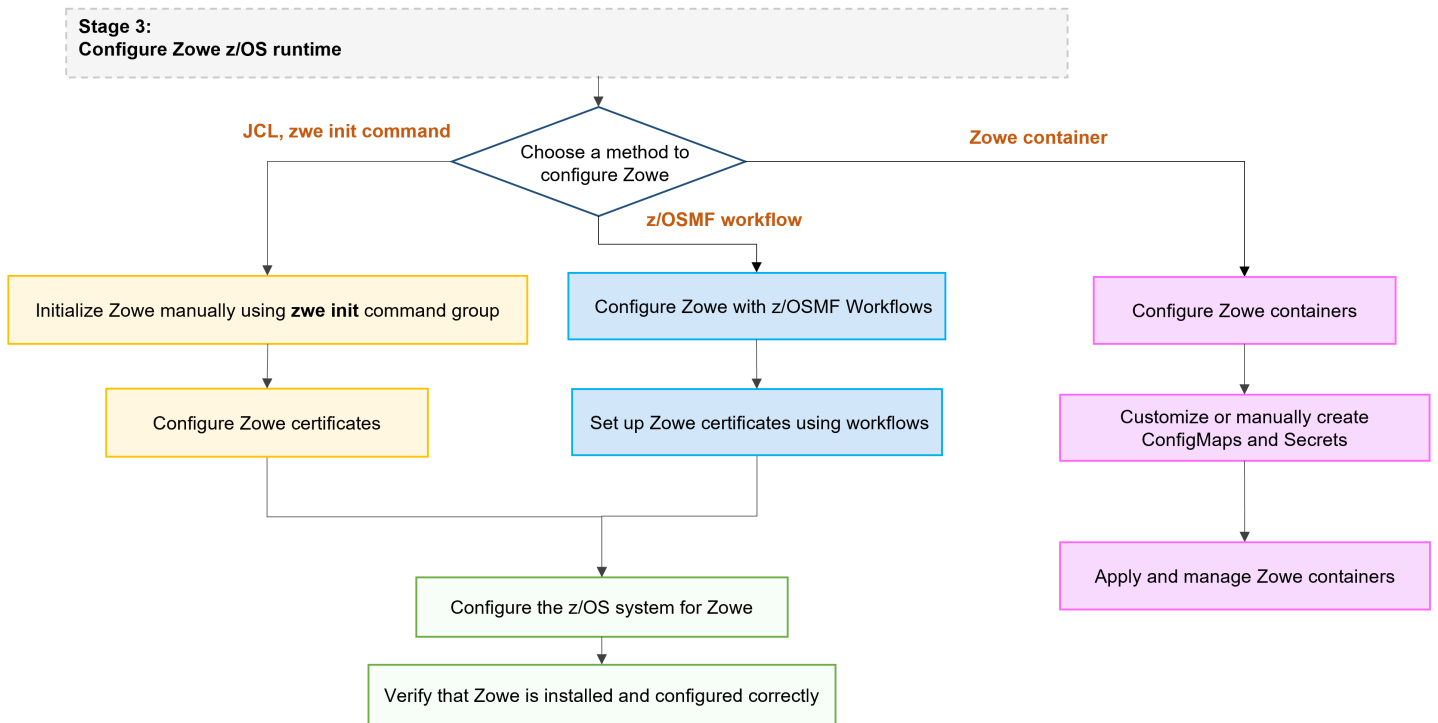 Stage 3:
Configure Zowe z/OS runtime
JCL, zwe init command
Zowe container
Choose a method to
configure Zowe
z/OSMF workflow
Initialize Zowe manually using zwe init command group
Configure Zowe with z/OSMF Workflows
Configure Zowe containers
Configure Zowe certificates
Set up Zowe certificates using workflows
Customize or manually create
ConfigMaps and Secrets
Apply and manage Zowe containers
Configure the z/OS system for Zowe
Verify that Zowe is installed and configured correctly